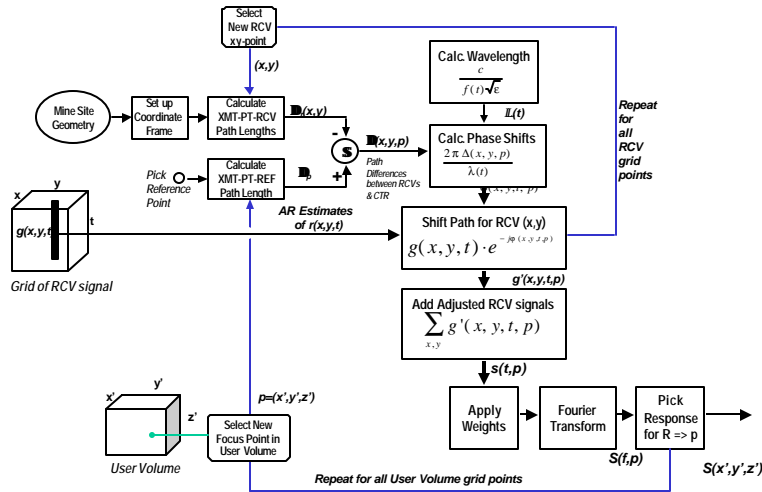 Select
New RCV
xy-point
(x,y)
Mine Site
Geometry
Set up
Coordinate
Frame
Calculate
XMT-PT-RCV
Path Lengths
(x,y)
-
S
+
(x,y,p)
Path
Differences
between RCVs
& CTR
Pick
Reference
Point
Calculate
XMT-PT-REF
Path Length
p
Calc. Wavelength
c
f(t)√ε
L(t)
Calc. Phase Shifts
2 π Δ(x, y, p)
λ(t)
(x,y,t,p)
Repeat
for
all
RCV
grid
points
x
y
t
g(x,y,t
Grid of RCV signal
AR Estimates
of r(x,y,t)
Shift Path for RCV (x,y)
g(x, y, t) · e^{-jφ(x,y,t,p)}
g'(x,y,t,p)
Add Adjusted RCV signals
∑ g'(x, y, t, p)
x, y
s(t,p)
x'
y'
z'
User Volume
p=(x',y',z')
Select New
Focus Point in
User Volume
Apply
Weights
Fourier
Transform
S(f,p)
Pick
Response
for R => p
S(x',y',z')
Repeat for all User Volume grid points